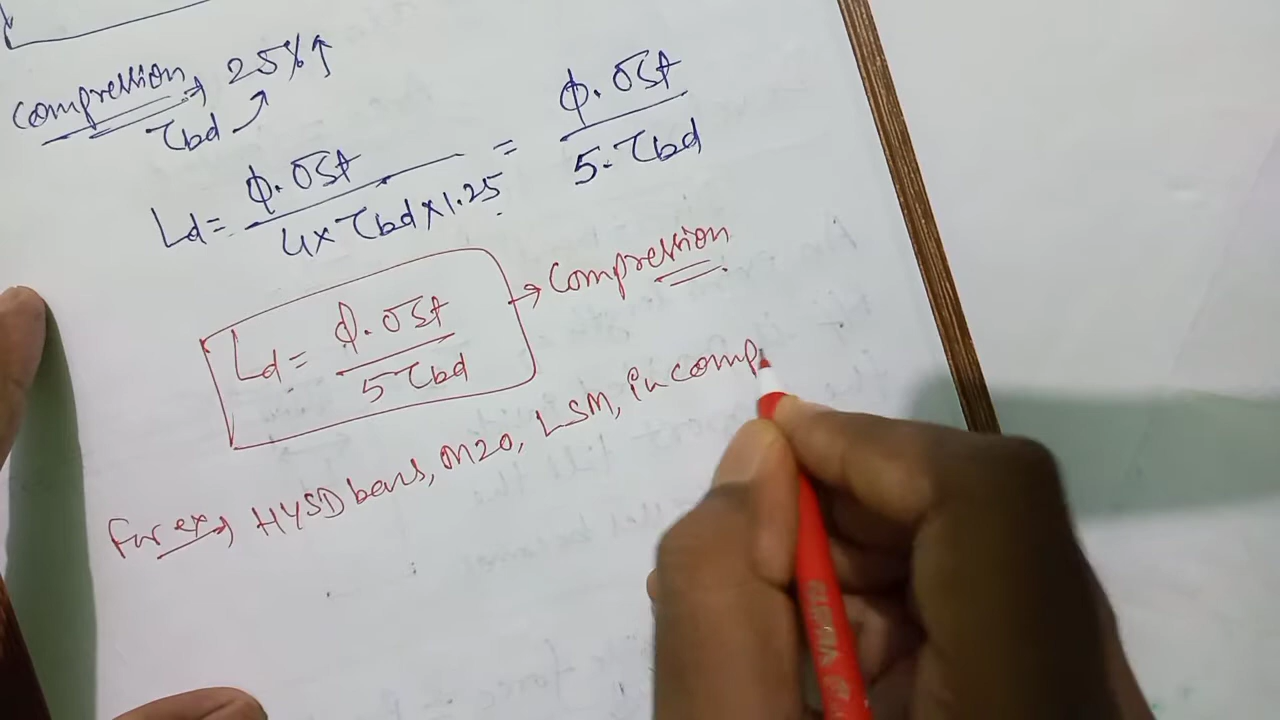 Compression → 25% ↑
τbd
Ld = ϕ.σst / 4×τbd×1.25 = ϕ.σst / 5.τbd
Ld = ϕ.σst / 5τbd → Compression
For ex→ HYSD bars, M20, LSM, in comp